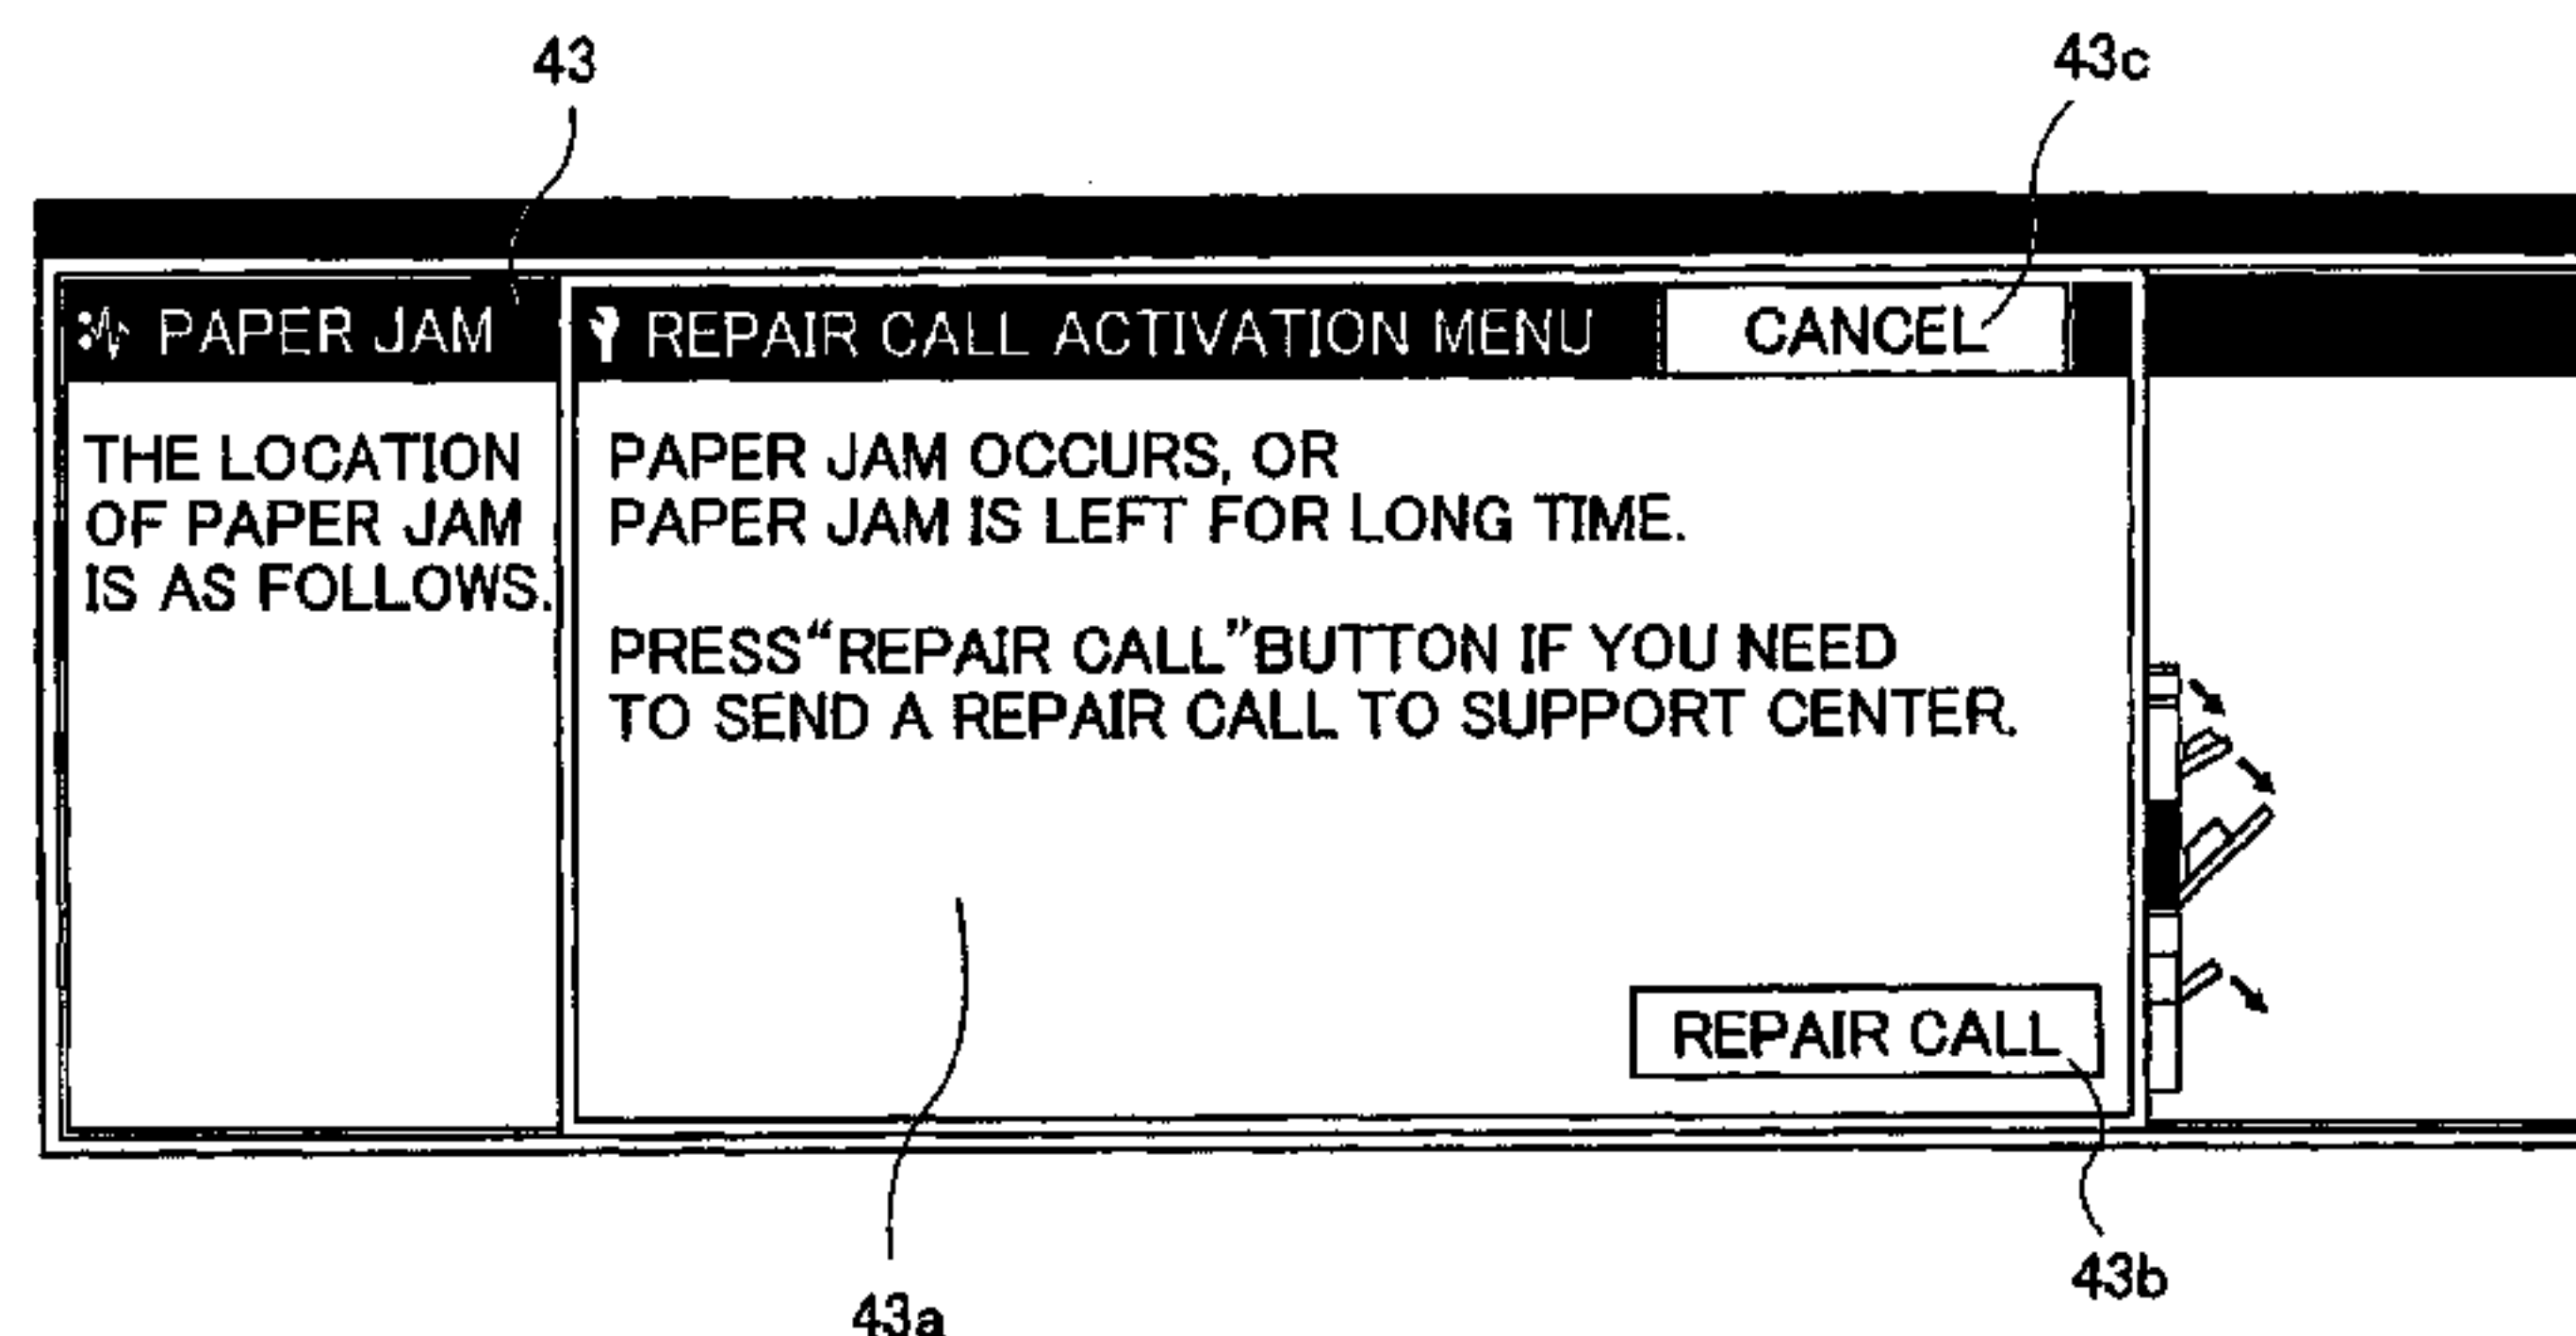 43
43c
PAPER JAM
REPAIR CALL ACTIVATION MENU
CANCEL
THE LOCATION
OF PAPER JAM
IS AS FOLLOWS.
PAPER JAM OCCURS, OR
PAPER JAM IS LEFT FOR LONG TIME.
PRESS“REPAIR CALL”BUTTON IF YOU NEED
TO SEND A REPAIR CALL TO SUPPORT CENTER.
REPAIR CALL
43b
43a